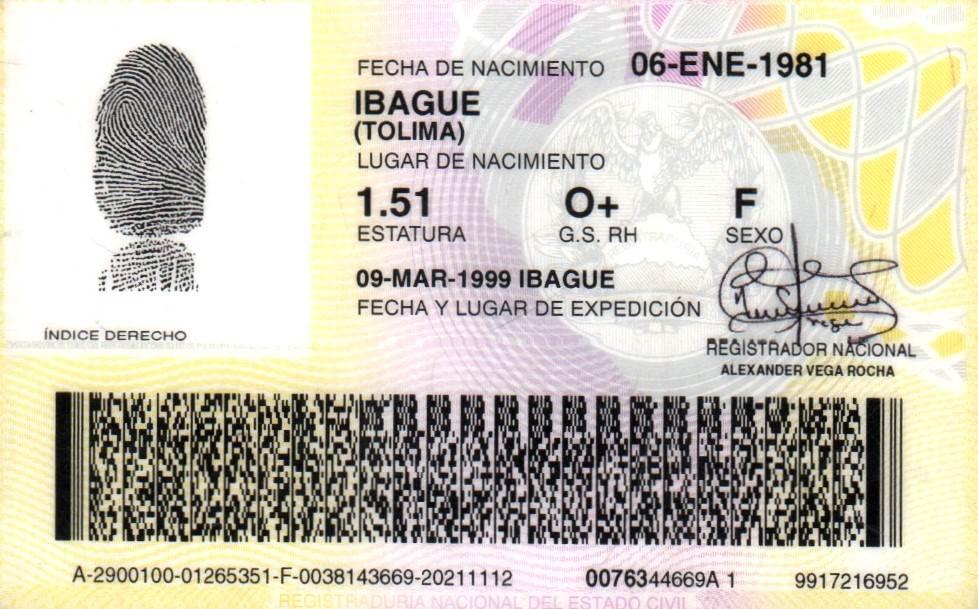 FECHA DE NACIMIENTO 06-ENE-1981
IBAGUE
(TOLIMA)
LUGAR DE NACIMIENTO
1.51 O+ F
ESTATURA G.S. RH SEXO
09-MAR-1999 IBAGUE
FECHA Y LUGAR DE EXPEDICIÓN
ÍNDICE DERECHO
REGISTRADOR NACIONAL
ALEXANDER VEGA ROCHA
A-2900100-01265351-F-0038143669-20211112 0076344669A 1 9917216952
REGISTRADURIA NACIONAL DEL ESTADO CIVIL